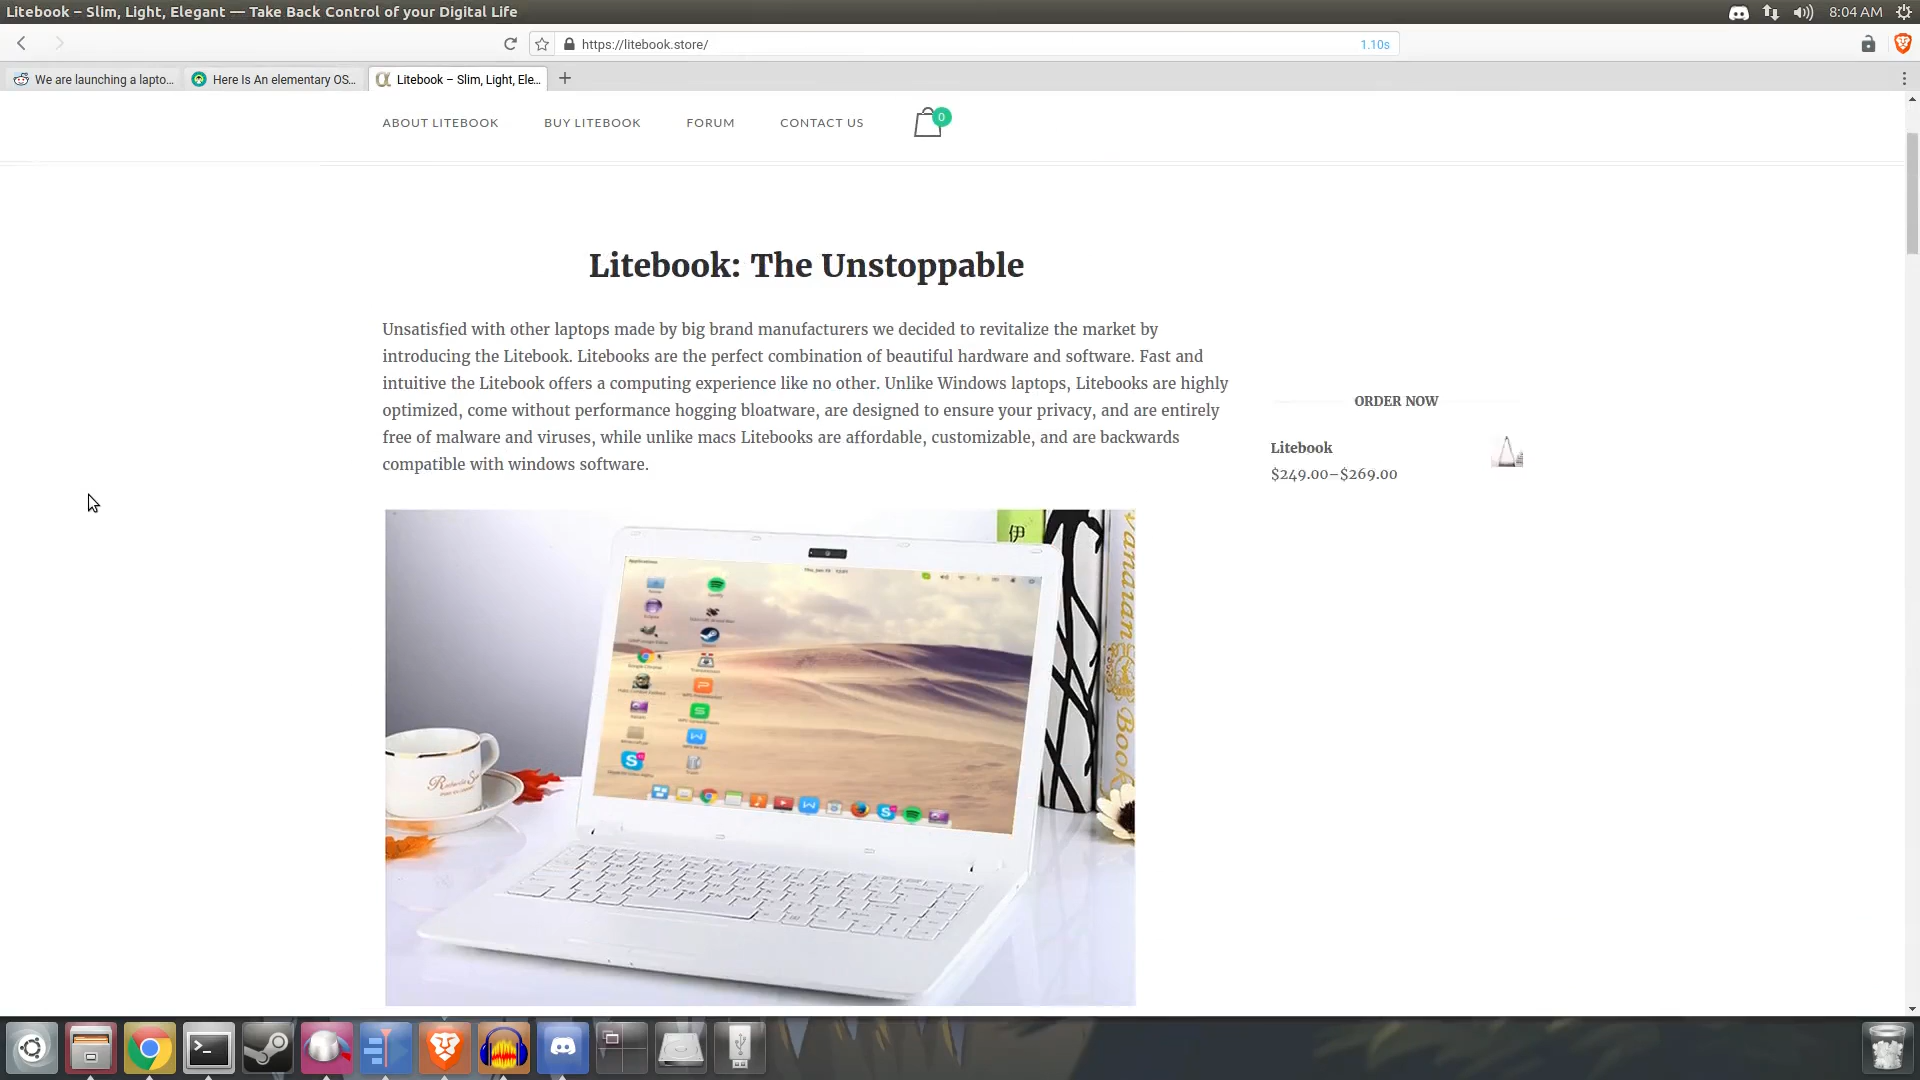 Litebook – Slim, Light, Elegant — Take Back Control of your Digital Life
8:04 AM
https://litebook.store/
1.10s
We are launching a lapto...
Here Is An elementary OS...
Litebook – Slim, Light, Ele...
ABOUT LITEBOOK
BUY LITEBOOK
FORUM
CONTACT US
0
Litebook: The Unstoppable
Unsatisfied with other laptops made by big brand manufacturers we decided to revitalize the market by
introducing the Litebook. Litebooks are the perfect combination of beautiful hardware and software. Fast and
intuitive the Litebook offers a computing experience like no other. Unlike Windows laptops, Litebooks are highly
optimized, come without performance hogging bloatware, are designed to ensure your privacy, and are entirely
free of malware and viruses, while unlike macs Litebooks are affordable, customizable, and are backwards
compatible with windows software.
ORDER NOW
Litebook
$249.00–$269.00
伊
Book